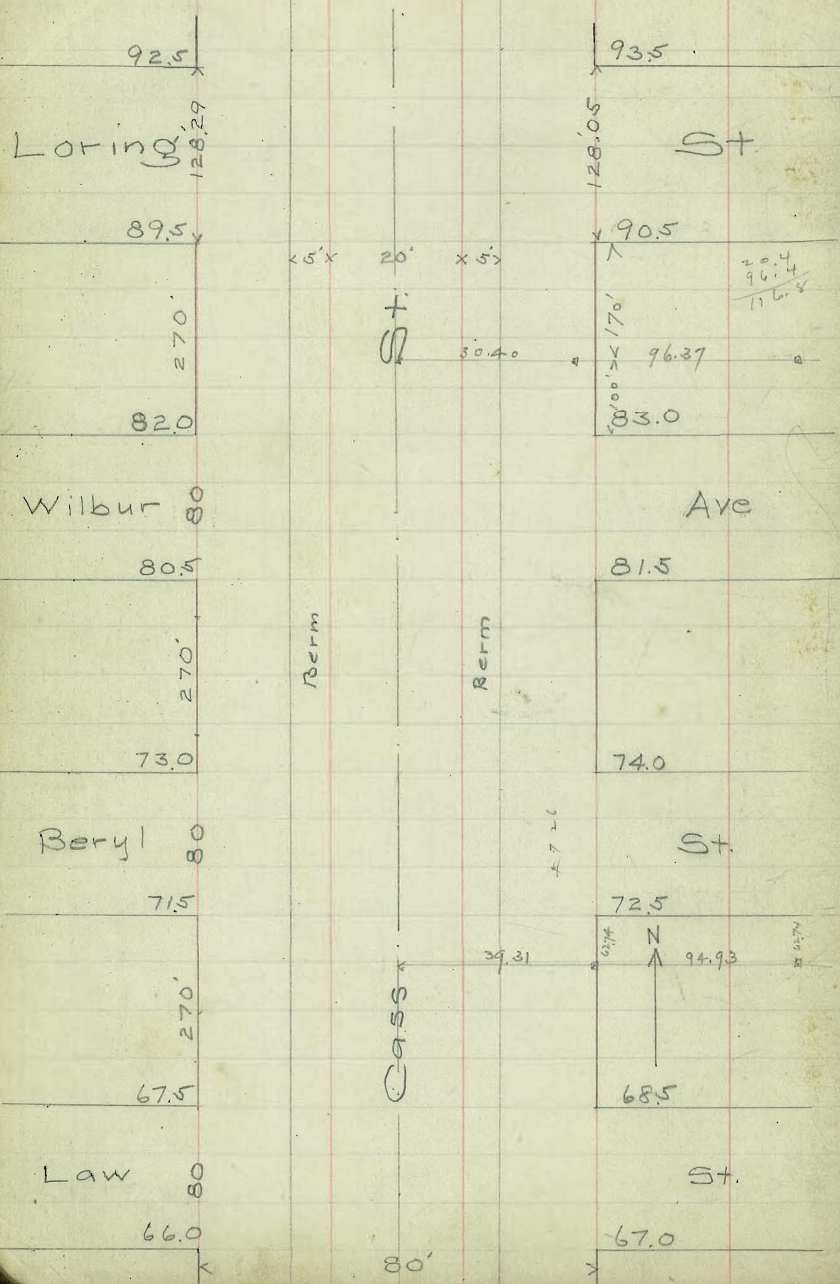 92.5 93.5
Loring 128.29' 128.05' St
89.5 90.5
<5'x 20' x5'>
20.4
96.4
116.8
270' St. 30.40 100'><170' 96.37
82.0 83.0
Wilbur 80 Ave
80.5 81.5
270' Berm Berm
73.0 74.0
Beryl 80 St.
71.5 72.5
N
39.31 94.93
270' Cass
67.5 68.5
Law 80 St.
66.0 67.0
80'